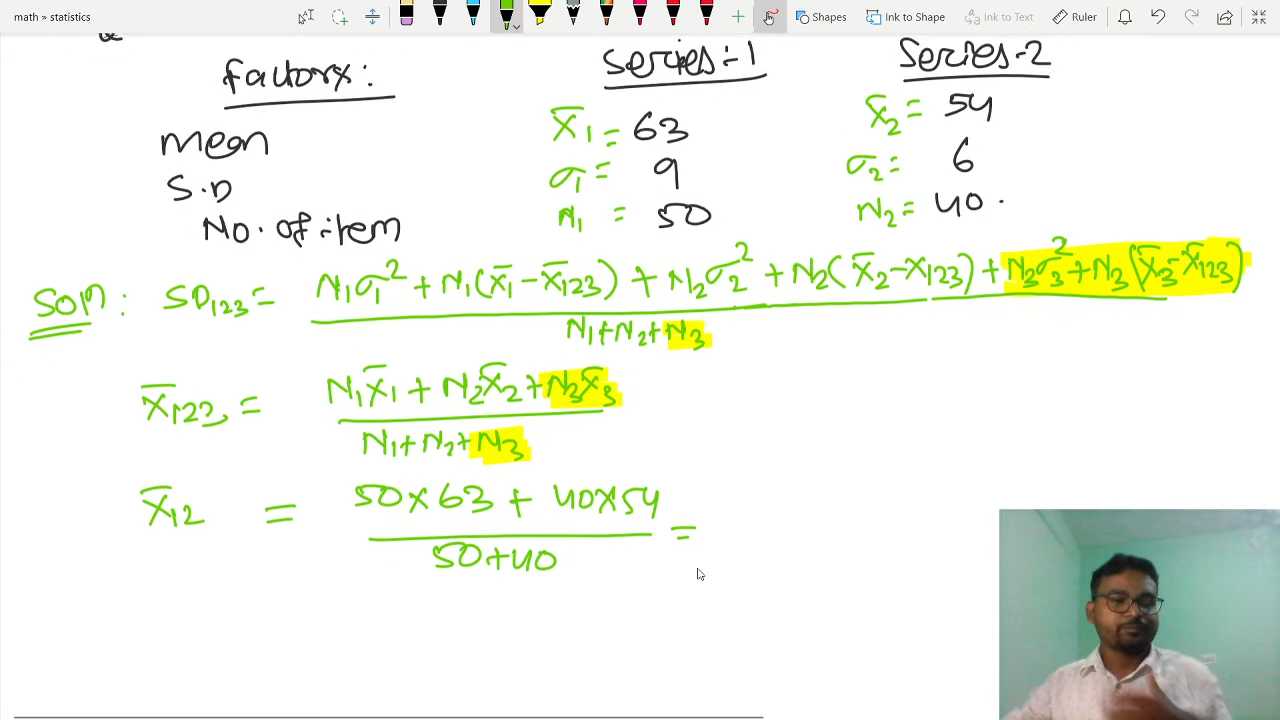 math » statistics
Shapes Ink to Shape Ink to Text Ruler
factorx: Series:-1 Series-2
Mean X̄1 = 63 X̄2 = 54
S.D σ1 = 9 σ2 = 6
No. of item N1 = 50 N2 = 40.
Soln: SD123 = N1σ1² + N1(X̄1 - X̄123) + N2σ2² + N2(X̄2 - X123) + N3σ3² + N3(X̄3 - X̄123)
N1+N2+N3
X̄123 = N1X̄1 + N2X̄2 + N3X̄3
N1+N2+N3
X̄12 = 50×63 + 40×54 =
50+40